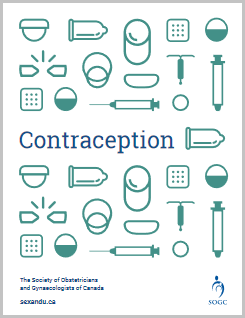 Contraception
The Society of Obstetricians
and Gynaecologists of Canada
sexandu.ca
SOGC